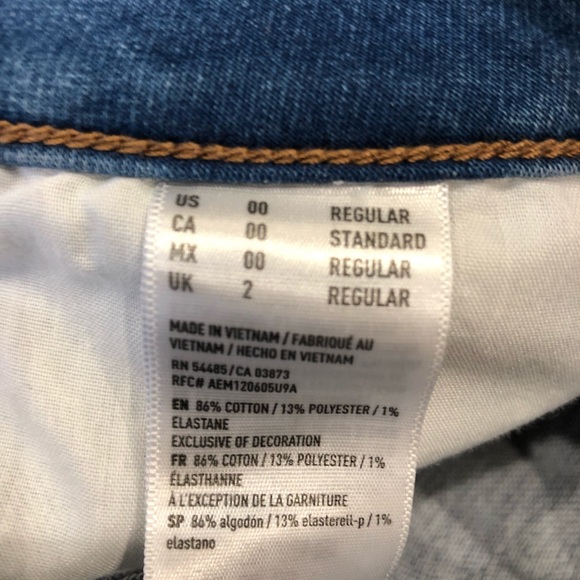 US 00 REGULAR
CA 00 STANDARD
MX 00 REGULAR
UK 2 REGULAR
MADE IN VIETNAM / FABRIQUÉ AU
VIETNAM / HECHO EN VIETNAM
RN 54485/CA 03873
RFC# AEM120605U9A
EN 86% COTTON / 13% POLYESTER / 1%
ELASTANE
EXCLUSIVE OF DECORATION
FR 86% COTON / 13% POLYESTER / 1%
ÉLASTHANNE
À L'EXCEPTION DE LA GARNITURE
SP 86% algodón / 13% elasterell-p / 1%
elastano